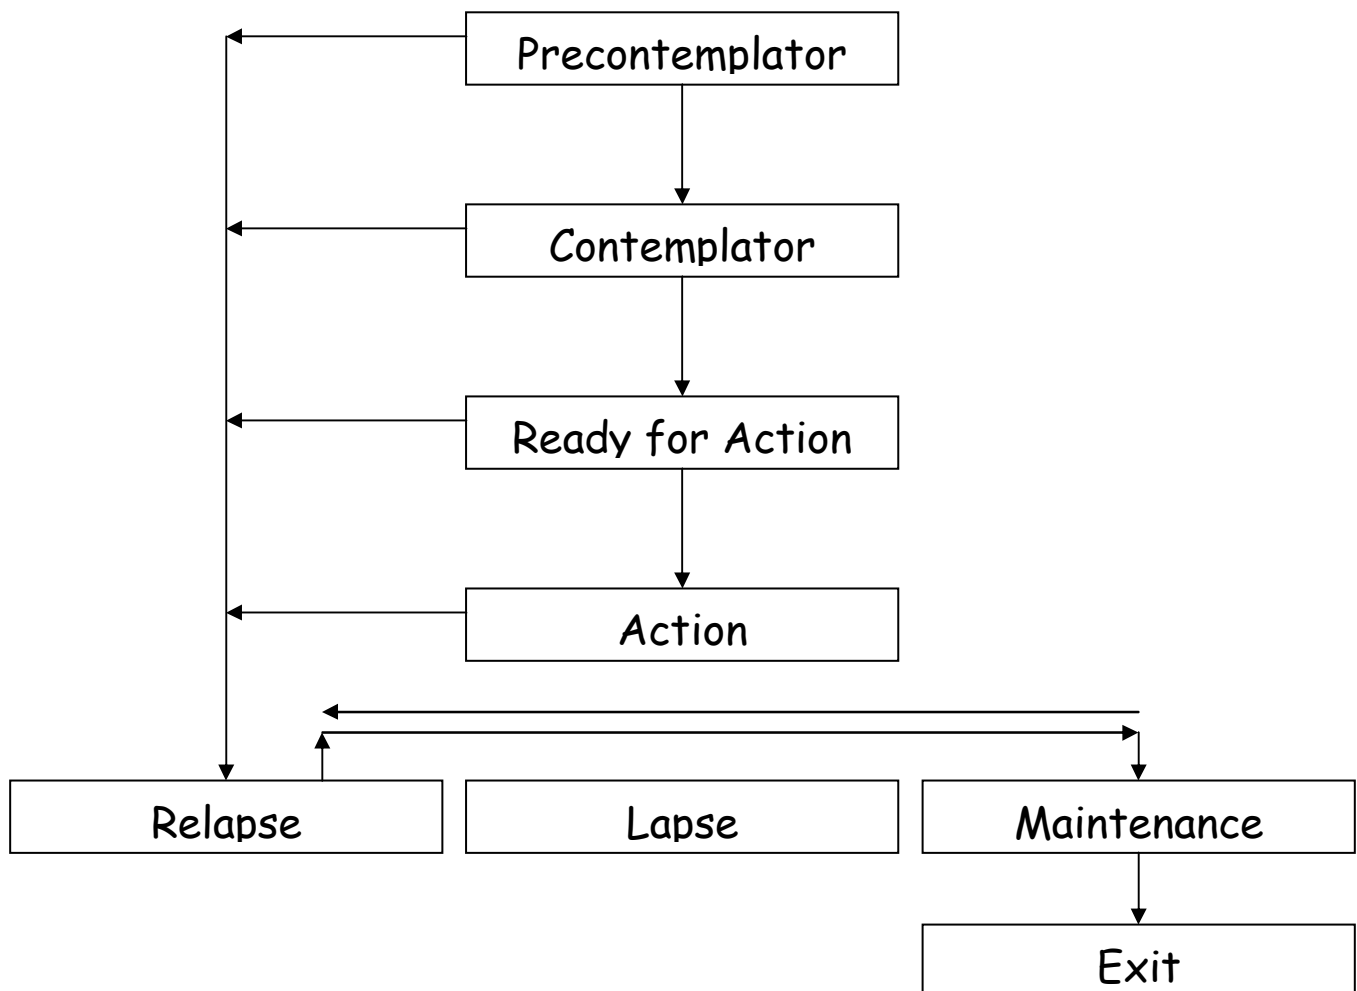 Precontemplator
Contemplator
Ready for Action
Action
Relapse
Lapse
Maintenance
Exit